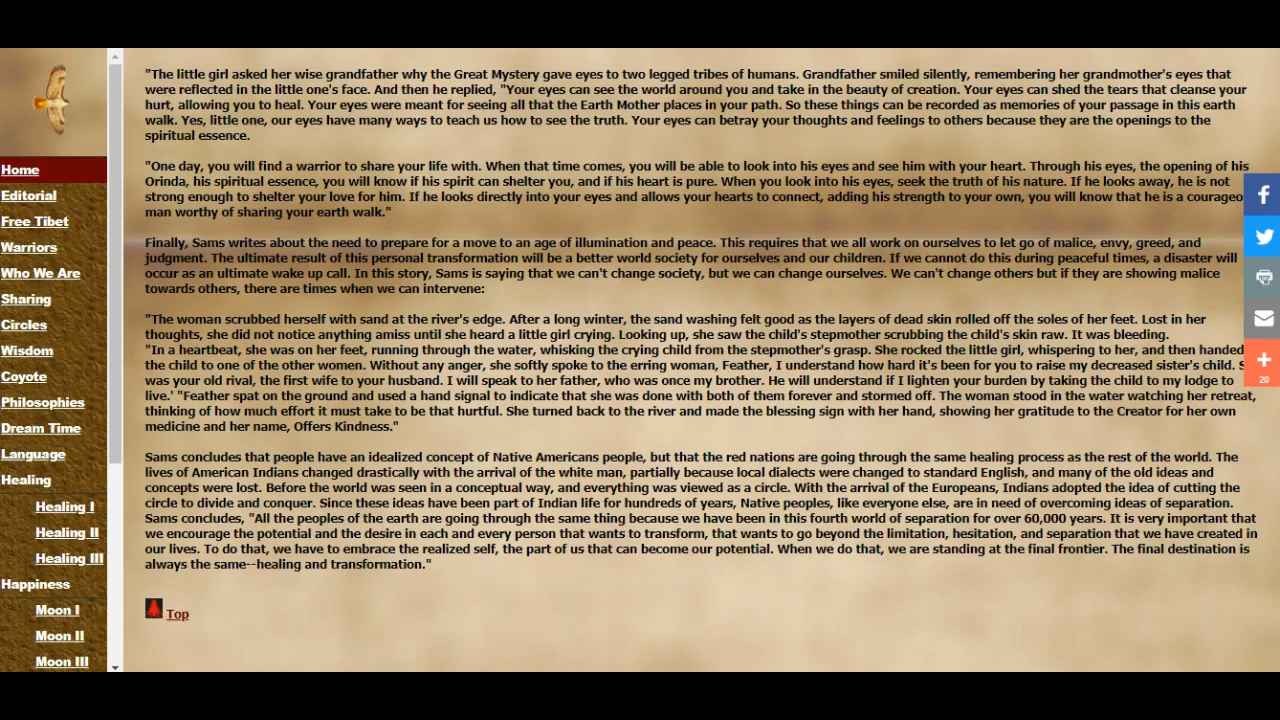 Home
Editorial
Free Tibet
Warriors
Who We Are
Sharing
Circles
Wisdom
Coyote
Philosophies
Dream Time
Language
Healing
Healing I
Healing II
Healing III
Happiness
Moon I
Moon II
Moon III
"The little girl asked her wise grandfather why the Great Mystery gave eyes to two legged tribes of humans. Grandfather smiled silently, remembering her grandmother's eyes that
were reflected in the little one's face. And then he replied, "Your eyes can see the world around you and take in the beauty of creation. Your eyes can shed the tears that cleanse your
hurt, allowing you to heal. Your eyes were meant for seeing all that the Earth Mother places in your path. So these things can be recorded as memories of your passage in this earth
walk. Yes, little one, our eyes have many ways to teach us how to see the truth. Your eyes can betray your thoughts and feelings to others because they are the openings to the
spiritual essence.
"One day, you will find a warrior to share your life with. When that time comes, you will be able to look into his eyes and see him with your heart. Through his eyes, the opening of his
Orinda, his spiritual essence, you will know if his spirit can shelter you, and if his heart is pure. When you look into his eyes, seek the truth of his nature. If he looks away, he is not
strong enough to shelter your love for him. If he looks directly into your eyes and allows your hearts to connect, adding his strength to your own, you will know that he is a courageo
man worthy of sharing your earth walk."
Finally, Sams writes about the need to prepare for a move to an age of illumination and peace. This requires that we all work on ourselves to let go of malice, envy, greed, and
judgment. The ultimate result of this personal transformation will be a better world society for ourselves and our children. If we cannot do this during peaceful times, a disaster will
occur as an ultimate wake up call. In this story, Sams is saying that we can't change society, but we can change ourselves. We can't change others but if they are showing malice
towards others, there are times when we can intervene:
"The woman scrubbed herself with sand at the river's edge. After a long winter, the sand washing felt good as the layers of dead skin rolled off the soles of her feet. Lost in her
thoughts, she did not notice anything amiss until she heard a little girl crying. Looking up, she saw the child's stepmother scrubbing the child's skin raw. It was bleeding.
"In a heartbeat, she was on her feet, running through the water, whisking the crying child from the stepmother's grasp. She rocked the little girl, whispering to her, and then handed
the child to one of the other women. Without any anger, she softly spoke to the erring woman, Feather, I understand how hard it's been for you to raise my decreased sister's child. S
was your old rival, the first wife to your husband. I will speak to her father, who was once my brother. He will understand if I lighten your burden by taking the child to my lodge to
live.' "Feather spat on the ground and used a hand signal to indicate that she was done with both of them forever and stormed off. The woman stood in the water watching her retreat,
thinking of how much effort it must take to be that hurtful. She turned back to the river and made the blessing sign with her hand, showing her gratitude to the Creator for her own
medicine and her name, Offers Kindness."
Sams concludes that people have an idealized concept of Native Americans people, but that the red nations are going through the same healing process as the rest of the world. The
lives of American Indians changed drastically with the arrival of the white man, partially because local dialects were changed to standard English, and many of the old ideas and
concepts were lost. Before the world was seen in a conceptual way, and everything was viewed as a circle. With the arrival of the Europeans, Indians adopted the idea of cutting the
circle to divide and conquer. Since these ideas have been part of Indian life for hundreds of years, Native peoples, like everyone else, are in need of overcoming ideas of separation.
Sams concludes, "All the peoples of the earth are going through the same thing because we have been in this fourth world of separation for over 60,000 years. It is very important that
we encourage the potential and the desire in each and every person that wants to transform, that wants to go beyond the limitation, hesitation, and separation that we have created in
our lives. To do that, we have to embrace the realized self, the part of us that can become our potential. When we do that, we are standing at the final frontier. The final destination is
always the same--healing and transformation."
Top
20